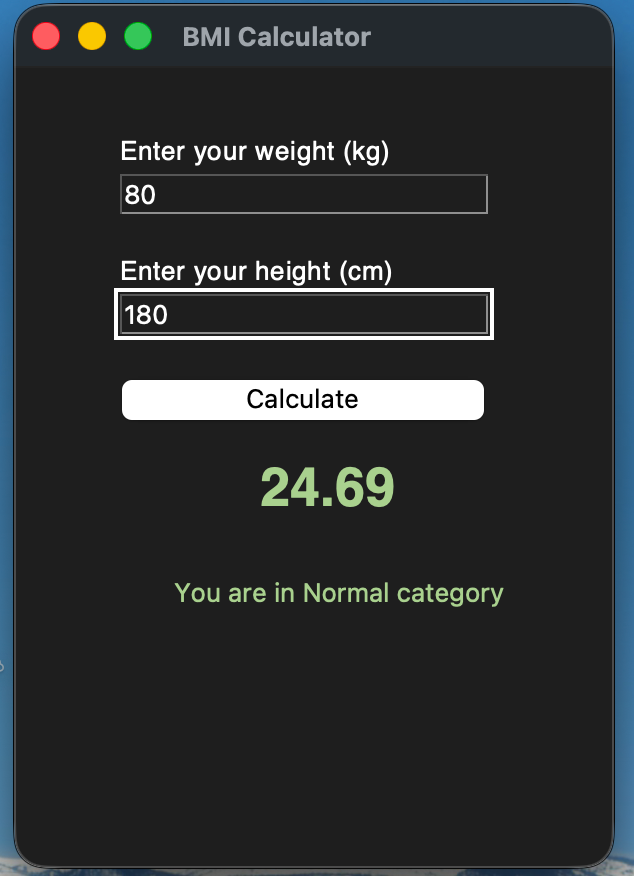 BMI Calculator
Enter your weight (kg)
80
Enter your height (cm)
180
Calculate
24.69
You are in Normal category